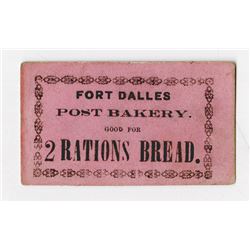 FORT DALLES
POST BAKERY.
GOOD FOR
2 RATIONS BREAD.